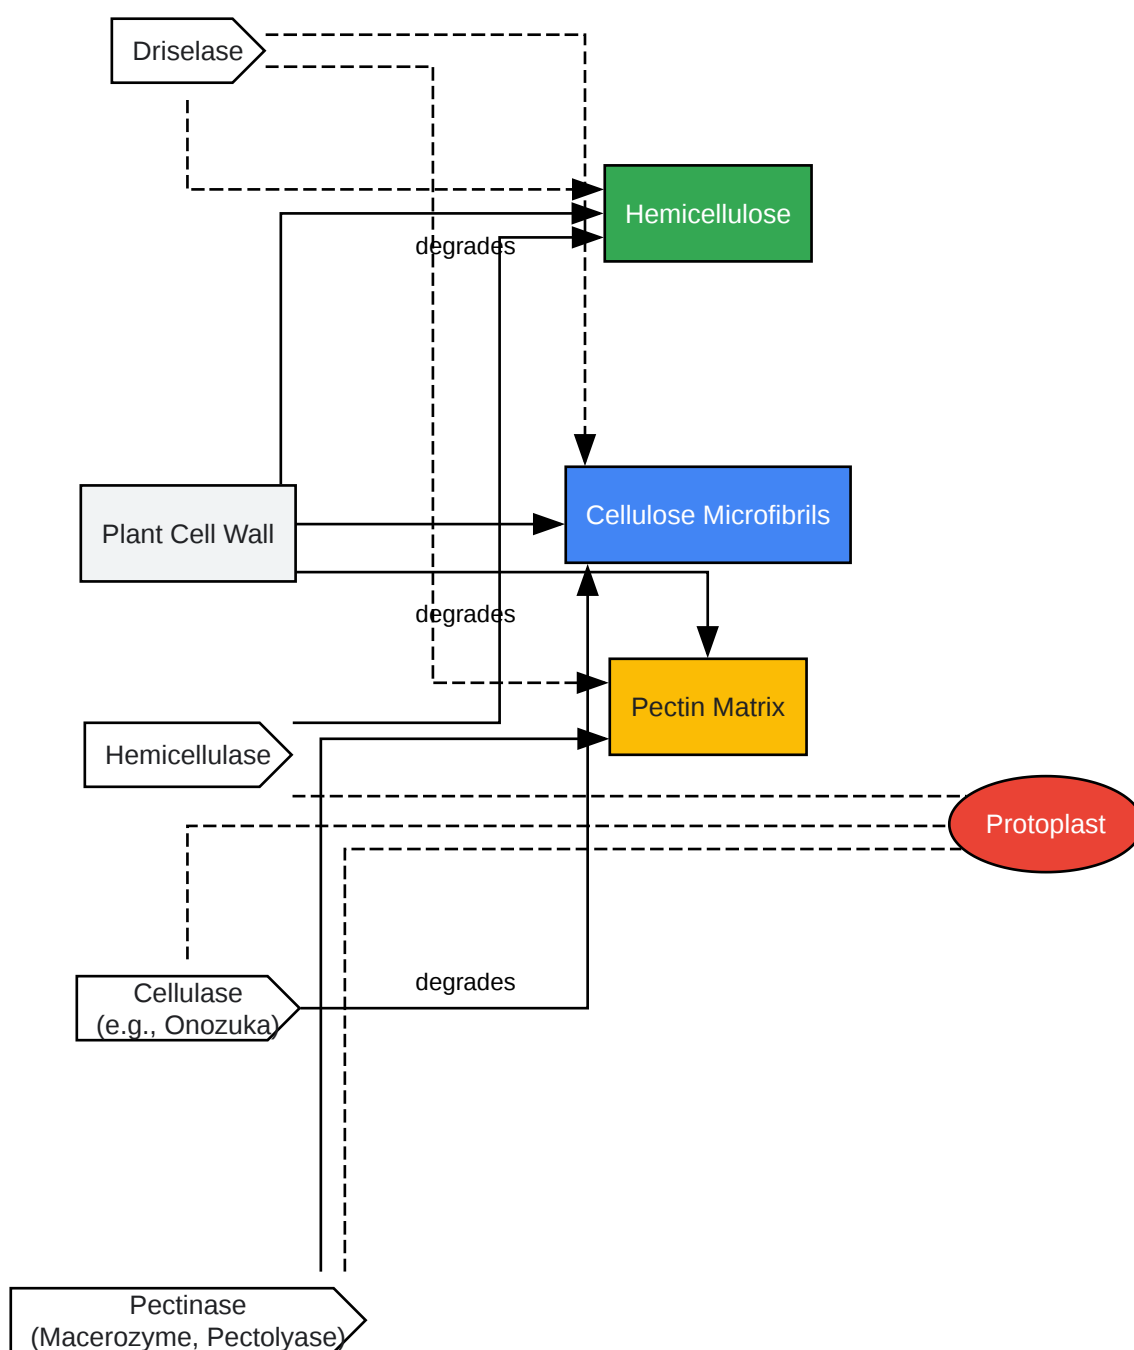 Driselase
Hemicellulose
degrades
Cellulose Microfibrils
Plant Cell Wall
degrades
Pectin Matrix
Hemicellulase
Protoplast
degrades
Cellulase
(e.g., Onozuka)
Pectinase
(Macerozyme, Pectolyase)